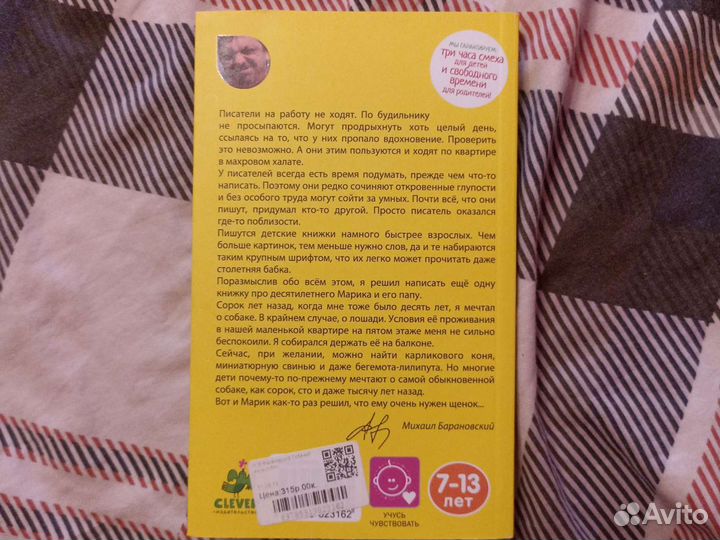 МЫ ГАРАНТИРУЕМ:
ТРИ ЧАСА СМЕХА
ДЛЯ ДЕТЕЙ
И СВОБОДНОГО
ВРЕМЕНИ
ДЛЯ РОДИТЕЛЕЙ!
Писатели на работу не ходят. По будильнику
не просыпаются. Могут продрыхнуть хоть целый день,
ссылаясь на то, что у них пропало вдохновение. Проверить
это невозможно. А они этим пользуются и ходят по квартире
в махровом халате.
У писателей всегда есть время подумать, прежде чем что-то
написать. Поэтому они редко сочиняют откровенные глупости
и без особого труда могут сойти за умных. Почти всё, что они
пишут, придумал кто-то другой. Просто писатель оказался
где-то поблизости.
Пишутся детские книжки намного быстрее взрослых. Чем
больше картинок, тем меньше нужно слов, да и те набираются
таким крупным шрифтом, что их легко может прочитать даже
столетняя бабка.
Поразмыслив обо всём этом, я решил написать ещё одну
книжку про десятилетнего Марика и его папу.
Сорок лет назад, когда мне тоже было десять лет, я мечтал
о собаке. В крайнем случае, о лошади. Условия её проживания
в нашей маленькой квартире на пятом этаже меня не сильно
беспокоили. Я собирался держать её на балконе.
Сейчас, при желании, можно найти карликового коня,
миниатюрную свинью и даже бегемота-лилипута. Но многие
дети почему-то по-прежнему мечтают о самой обыкновенной
собаке, как сорок, сто и даже тысячу лет назад.
Вот и Марик как-то раз решил, что ему очень нужен щенок...
Михаил Барановский
CLEVER
ИЗДАТЕЛЬСТВО
Цена:315р.00к.
023162
УЧУСЬ
ЧУВСТВОВАТЬ
7-13
ЛЕТ
Avito